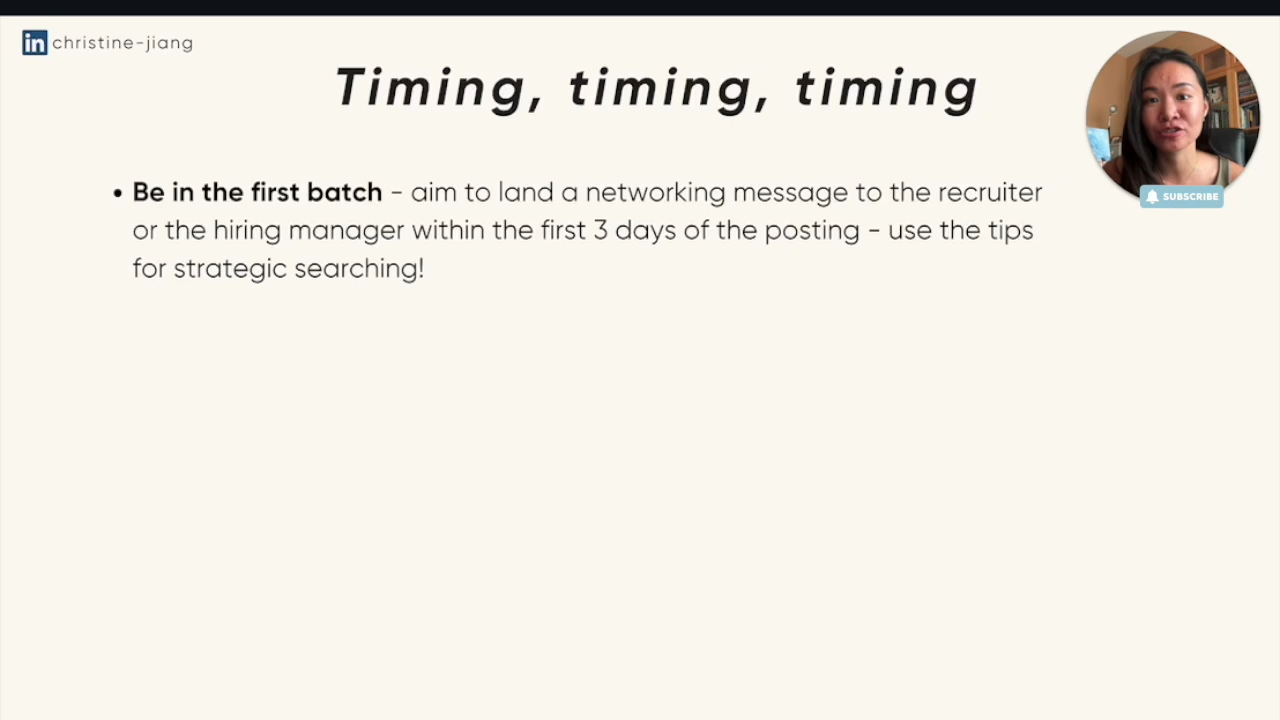 in christine-jiang
Timing, timing, timing
SUBSCRIBE
• Be in the first batch - aim to land a networking message to the recruiter
or the hiring manager within the first 3 days of the posting - use the tips
for strategic searching!